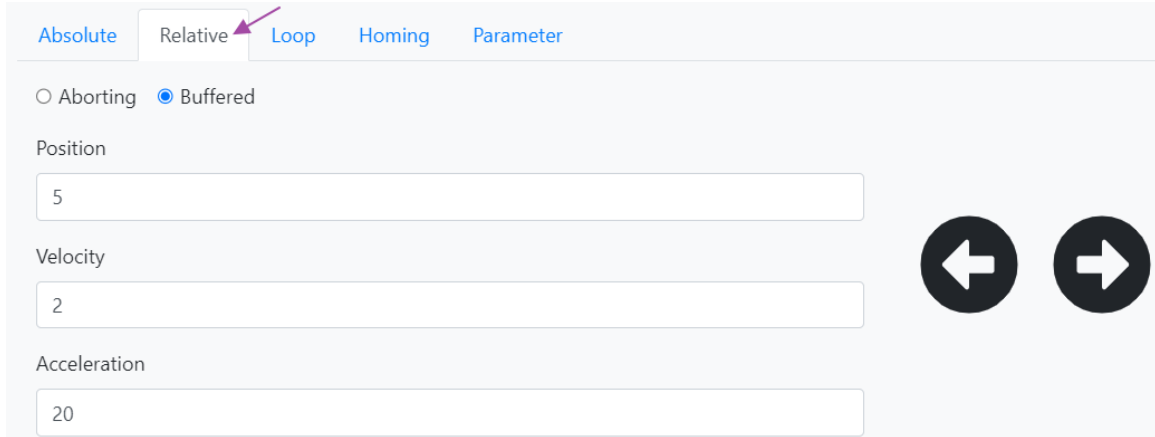 Absolute Relative Loop Homing Parameter
Aborting Buffered
Position
5
Velocity
2
Acceleration
20